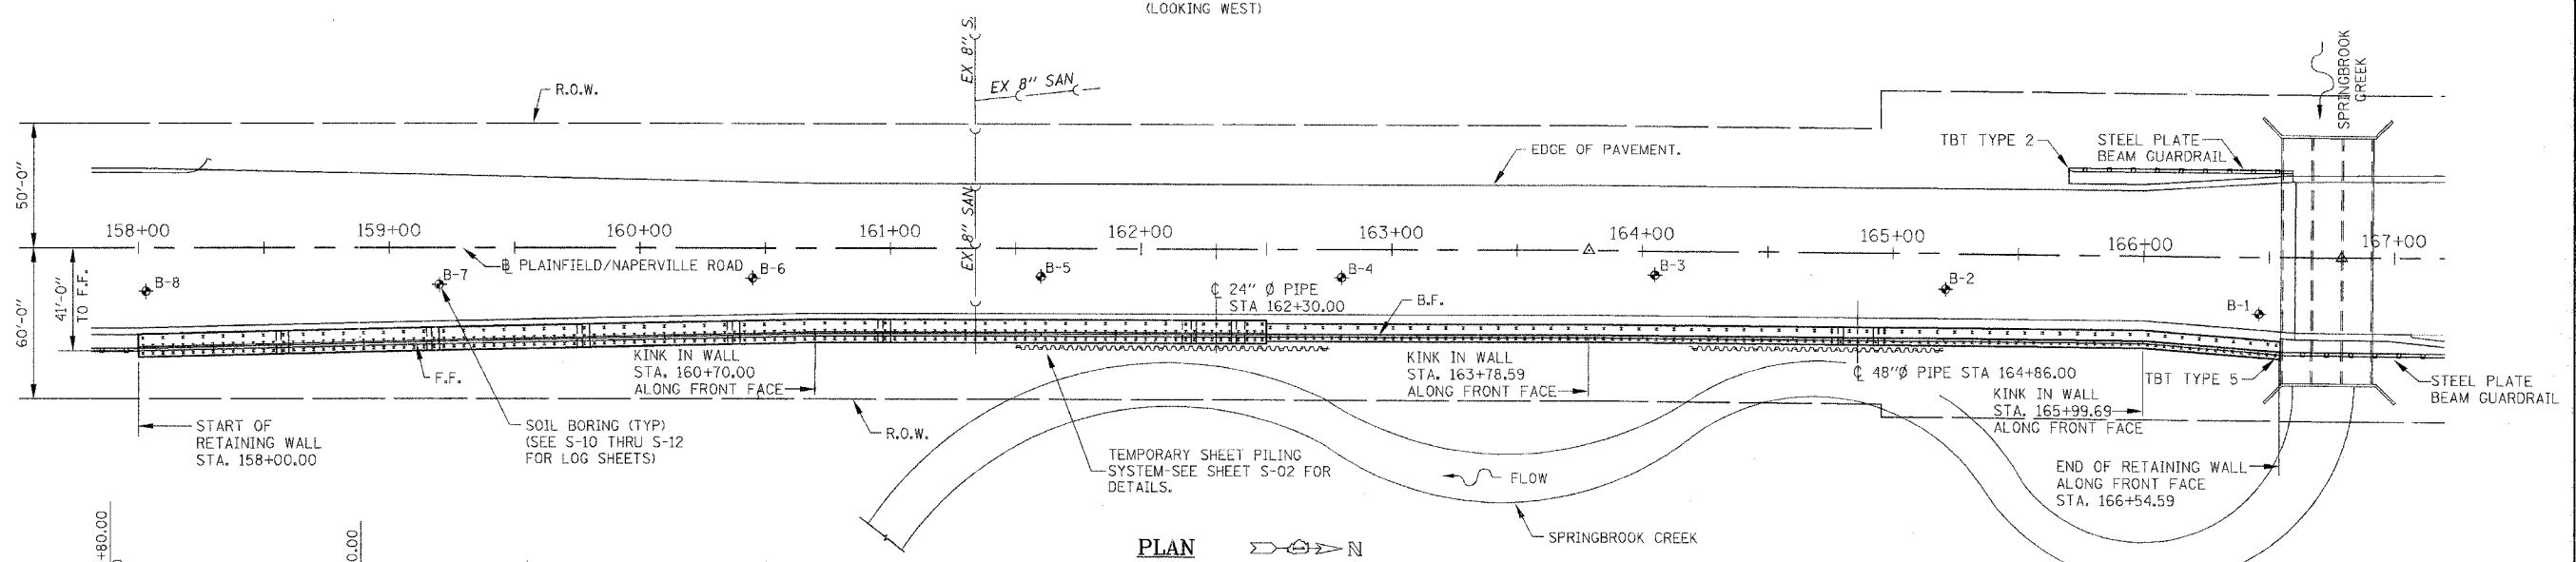 (LOOKING WEST)
EX 8" S.
EX 8" SAN
R.O.W.
SPRINGBROOK
CREEK
TBT TYPE 2
STEEL PLATE
BEAM GUARDRAIL
EDGE OF PAVEMENT.
50'-0"
EX 8" SAN
158+00
159+00
160+00
161+00
162+00
163+00
164+00
165+00
166+00
167+00
℄ PLAINFIELD/NAPERVILLE ROAD
B-8
B-7
B-6
B-5
B-4
B-3
B-2
B-1
60'-0"
41'-0"
TO F.F.
℄ 24" Ø PIPE
STA 162+30.00
B.F.
F.F.
KINK IN WALL
STA. 160+70.00
ALONG FRONT FACE
KINK IN WALL
STA. 163+78.59
ALONG FRONT FACE
℄ 48"Ø PIPE STA 164+86.00
KINK IN WALL
STA. 165+99.69
ALONG FRONT FACE
TBT TYPE 5
STEEL PLATE
BEAM GUARDRAIL
START OF
RETAINING WALL
STA. 158+00.00
SOIL BORING (TYP)
(SEE S-10 THRU S-12
FOR LOG SHEETS)
R.O.W.
TEMPORARY SHEET PILING
SYSTEM-SEE SHEET S-02 FOR
DETAILS.
FLOW
END OF RETAINING WALL
ALONG FRONT FACE
STA. 166+54.59
SPRINGBROOK CREEK
+80.00
0.00
PLAN
N